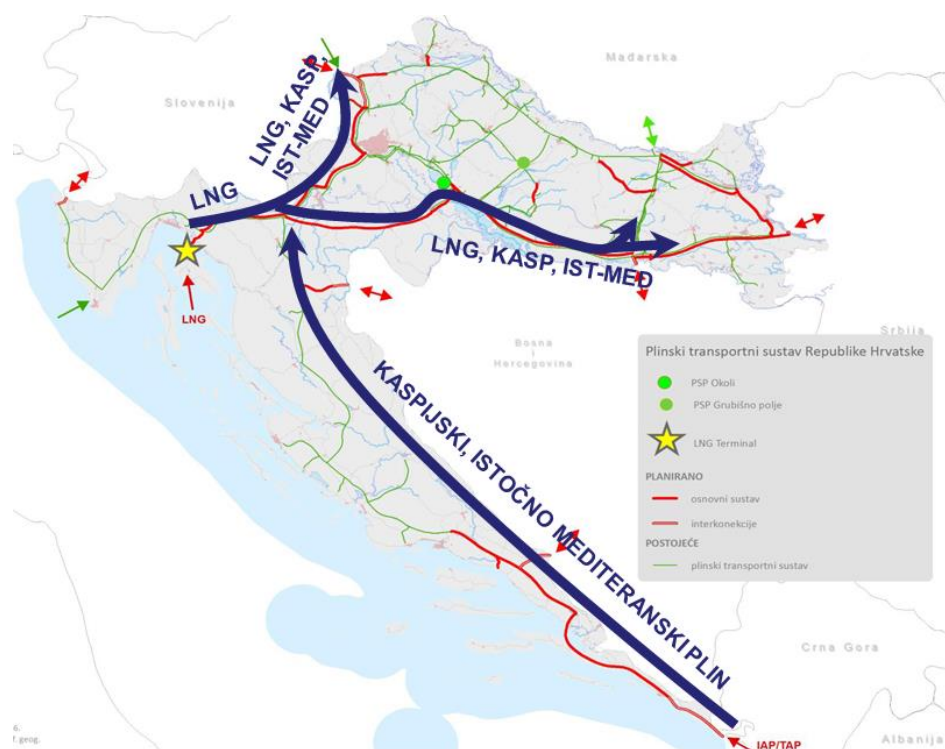 Mađarska
Slovenija
LNG, KASP,
IST-MED
LNG
LNG, KASP, IST-MED
LNG
Bosna
i
Hercegovina
Srbija
Plinski transportni sustav Republike Hrvatske
PSP Okoli
PSP Grubišno polje
LNG Terminal
PLANIRANO
osnovni sustav
interkonekcije
POSTOJEĆE
plinski transportni sustav
KASPIJSKI, ISTOČNO MEDITERANSKI PLIN
Crna Gora
6.
f. geog.
IAP/TAP
Albanija